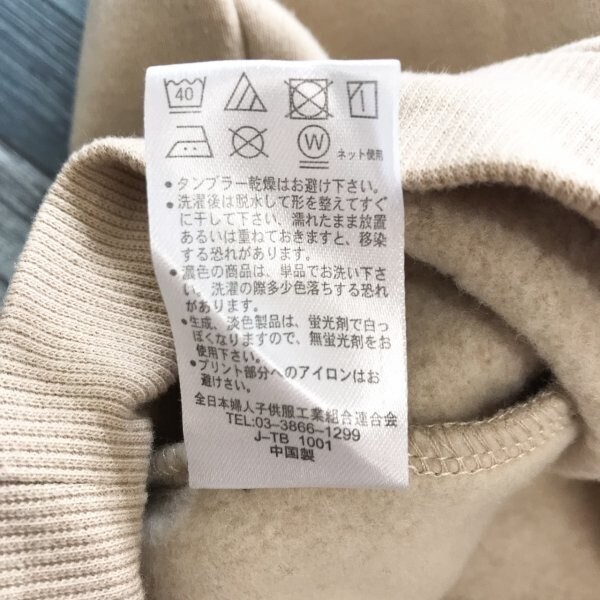 40
W
ネット使用
●タンブラー乾燥はお避け下さい。
●洗濯後は脱水して形を整えてすぐ
に干して下さい、濡れたまま放置
あるいは重ねておきますと、移染
する恐れがあります。
●濃色の商品は、単品でお洗い下さ
い。洗濯の際多少色落ちする恐れ
があります。
●生成、淡色製品は、蛍光剤で白っ
ぽくなりますので、無蛍光剤をお
使用下さい。
●プリント部分へのアイロンはお
避けさい。
全日本婦人子供服工業組合連合会
TEL:03-3866-1299
J-TB 1001
中国製